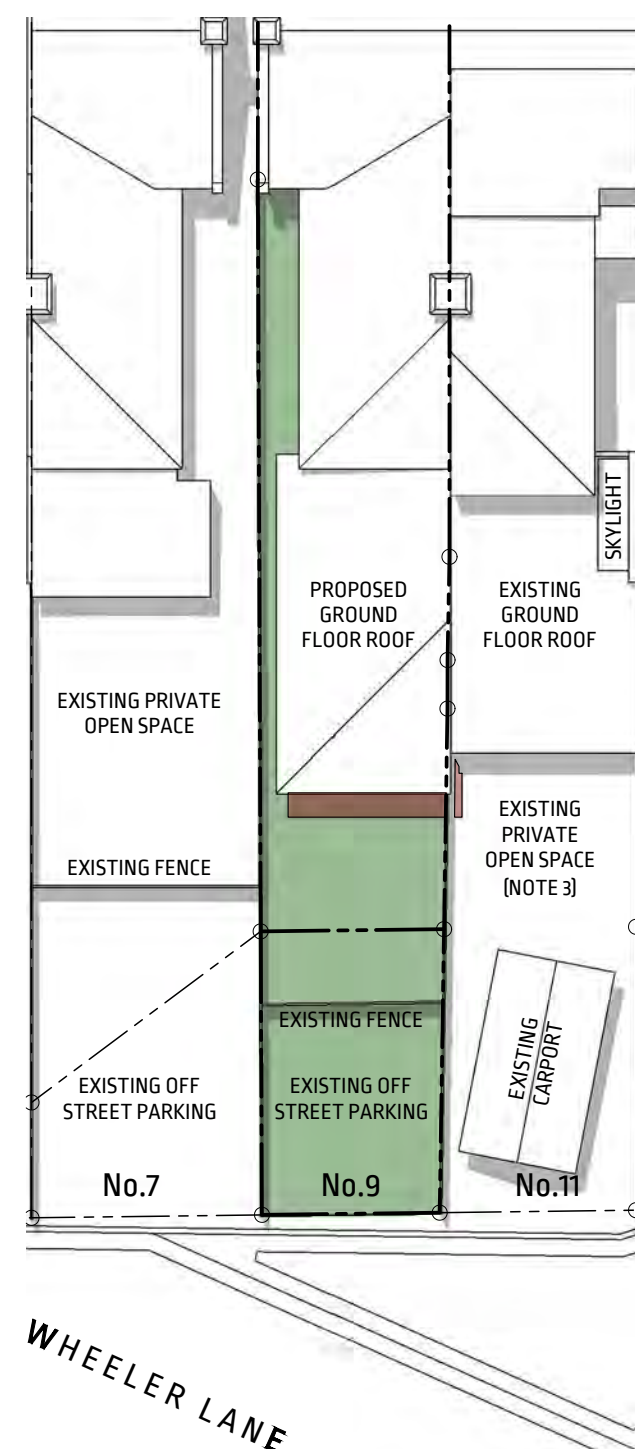 SKYLIGHT
PROPOSED
GROUND
FLOOR ROOF
EXISTING
GROUND
FLOOR ROOF
EXISTING PRIVATE
OPEN SPACE
EXISTING
PRIVATE
OPEN SPACE
(NOTE 3)
EXISTING FENCE
EXISTING FENCE
EXISTING
CARPORT
EXISTING OFF
STREET PARKING
EXISTING OFF
STREET PARKING
No.7
No.9
No.11
WHEELER LANE